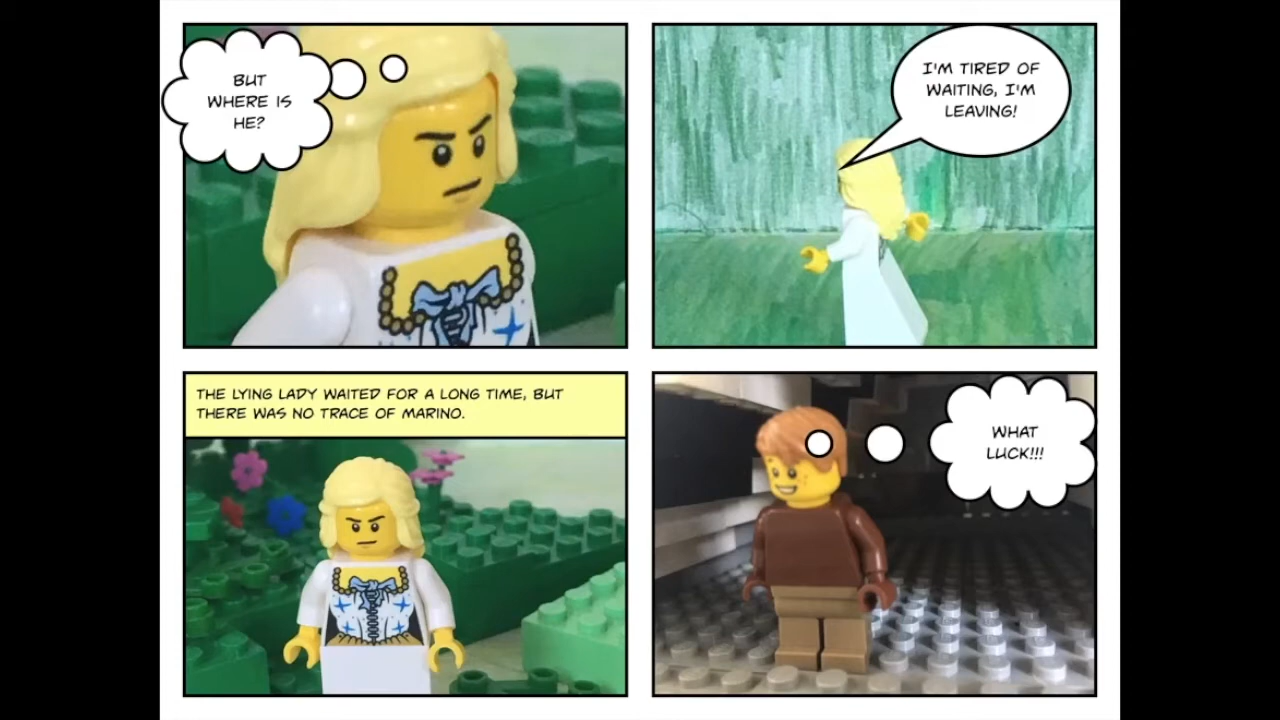 BUT
WHERE IS
HE?
I'M TIRED OF
WAITING, I'M
LEAVING!
THE LYING LADY WAITED FOR A LONG TIME, BUT
THERE WAS NO TRACE OF MARINO.
WHAT
LUCK!!!